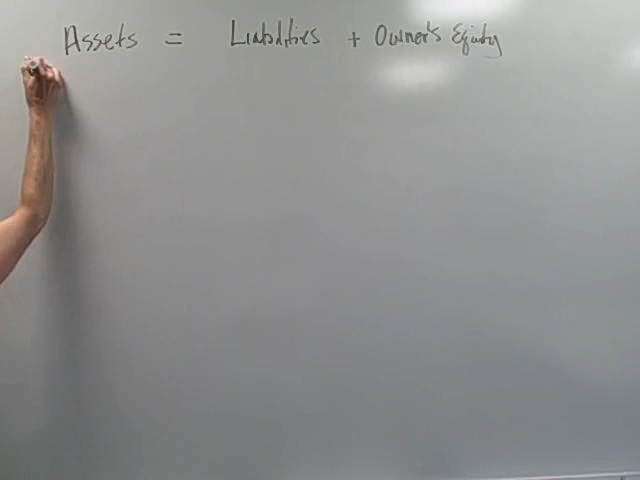 Assets = Liabilities + Owner's Equity